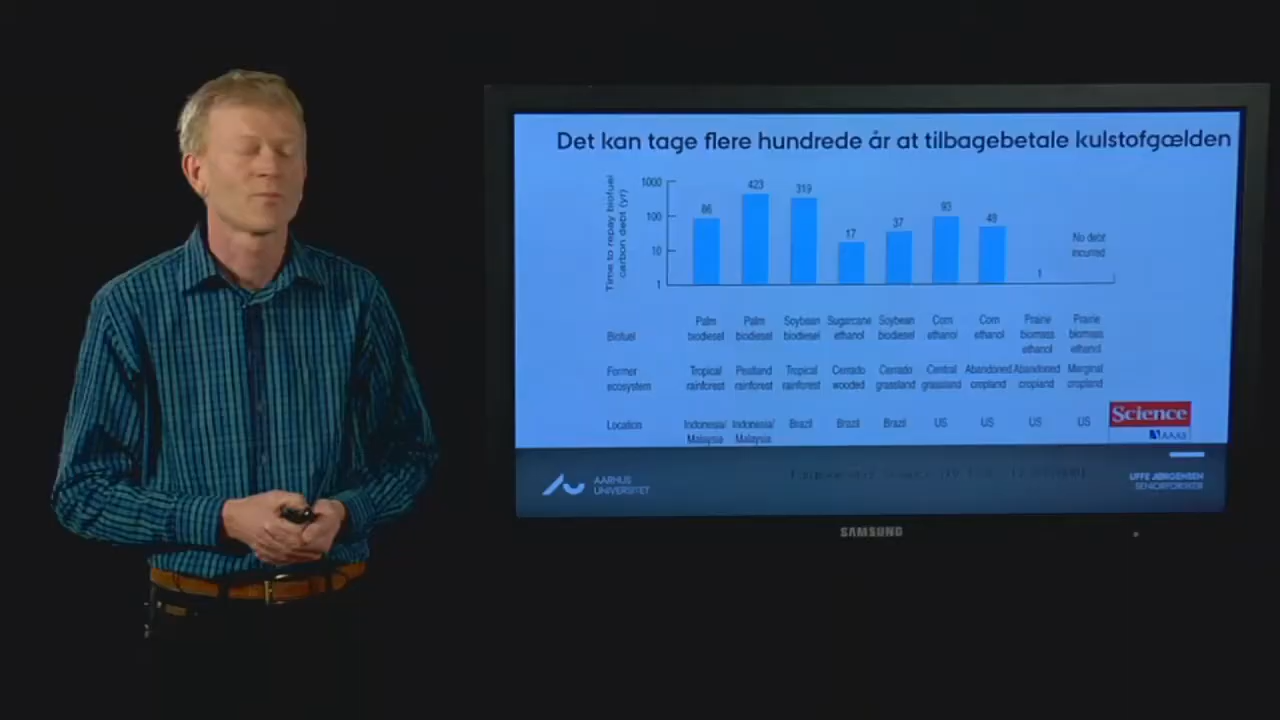 Det kan tage flere hundrede år at tilbagebetale kulstofgælden
Time to repay biofuel
carbon debt (yr)
1000
100
10
1
86
423
319
17
37
93
48
1
No debt
incurred
Biofuel
Palm biodiesel
Palm biodiesel
Soybean biodiesel
Sugarcane ethanol
Soybean biodiesel
Corn ethanol
Corn ethanol
Prairie biomass ethanol
Prairie biomass ethanol
Former ecosystem
Tropical rainforest
Peatland rainforest
Tropical rainforest
Cerrado wooded
Cerrado grassland
Central grassland
Abandoned cropland
Abandoned cropland
Marginal cropland
Location
Indonesia/ Malaysia
Indonesia/ Malaysia
Brazil
Brazil
Brazil
US
US
US
US
Science
AAAS
AARHUS
UNIVERSITET
UFFE JØRGENSEN
SENIORFORSKER
SAMSUNG